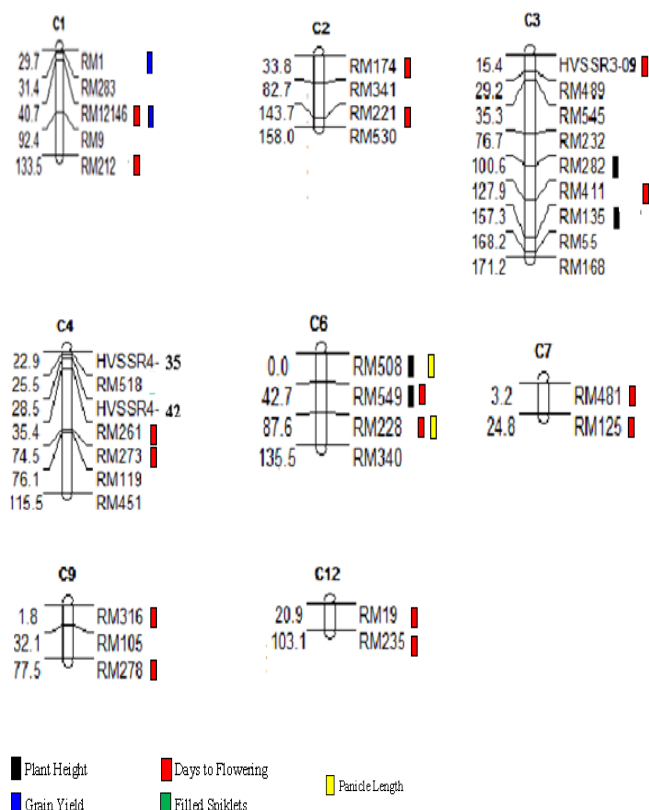 C1
29.7 RM1
31.4 RM283
40.7 RM12146
92.4 RM9
133.5 RM212
C2
33.8 RM174
82.7 RM341
143.7 RM221
158.0 RM530
C3
15.4 HVSSR3-09
29.2 RM489
35.3 RM545
76.7 RM232
100.6 RM282
127.9 RM411
157.3 RM135
168.2 RM55
171.2 RM168
C4
22.9 HVSSR4- 35
25.5 RM518
28.5 HVSSR4- 42
35.4 RM261
74.5 RM273
76.1 RM119
115.5 RM451
C6
0.0 RM508
42.7 RM549
87.6 RM228
135.5 RM340
C7
3.2 RM481
24.8 RM125
C9
1.8 RM316
32.1 RM105
77.5 RM278
C12
20.9 RM19
103.1 RM235
Plant Height
Days to Flowering
Panicle Length
Grain Yield
Filled Spiklets